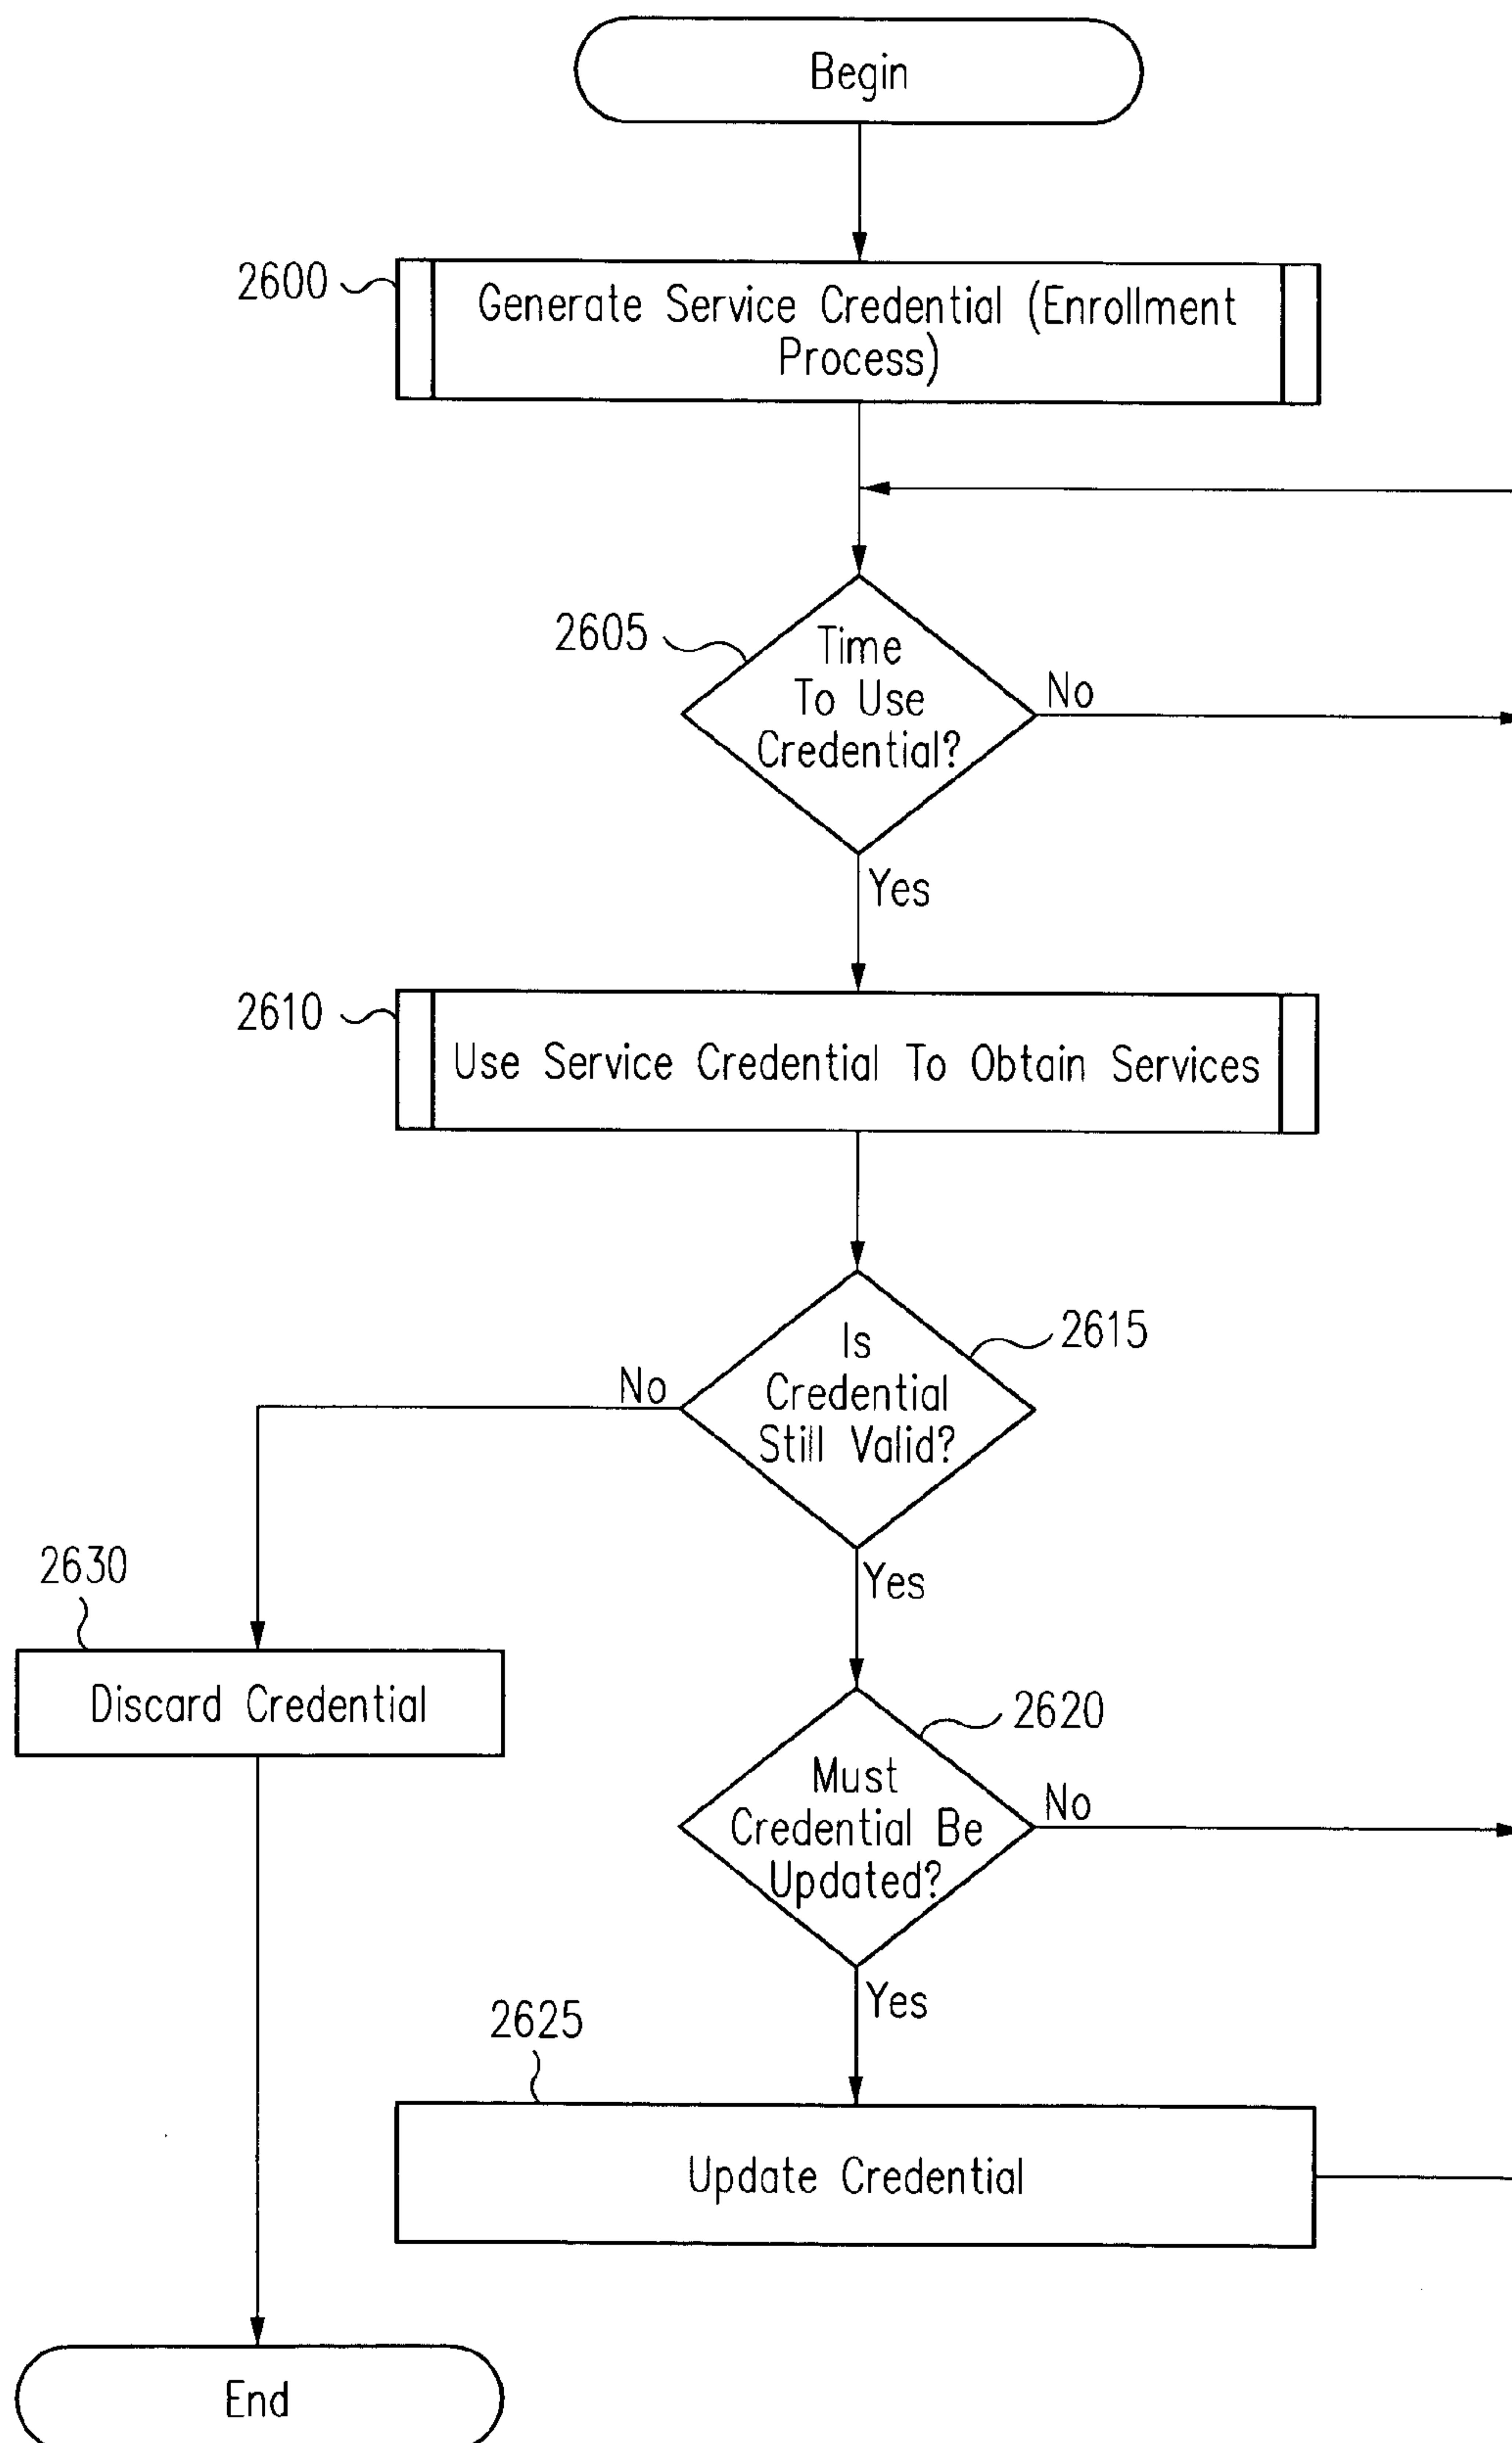 Begin
2600
Generate Service Credential (Enrollment
Process)
2605
Time
To Use
Credential?
No
Yes
2610
Use Service Credential To Obtain Services
Is
Credential
Still Valid?
2615
No
Yes
2630
Discard Credential
2620
Must
Credential Be
Updated?
No
Yes
2625
Update Credential
End